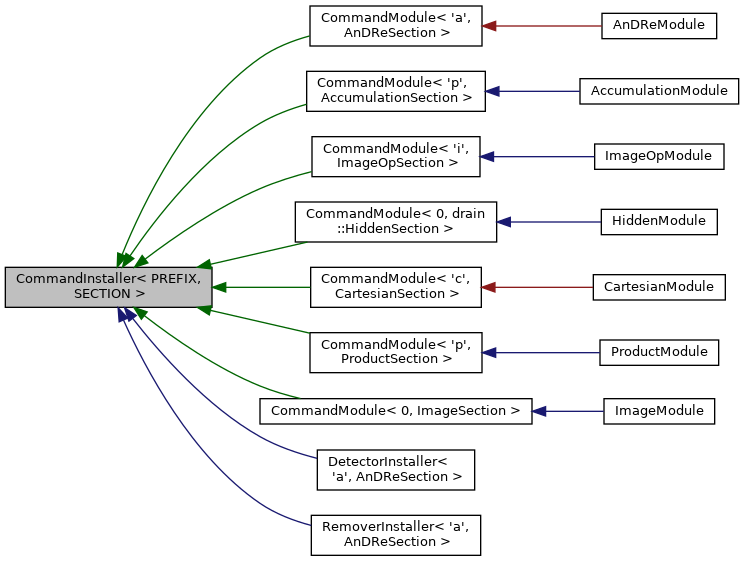 CommandModule< 'a',
AnDReSection >
AnDReModule
CommandModule< 'p',
AccumulationSection >
AccumulationModule
CommandModule< 'i',
ImageOpSection >
ImageOpModule
CommandModule< 0, drain
::HiddenSection >
HiddenModule
CommandInstaller< PREFIX,
SECTION >
CommandModule< 'c',
CartesianSection >
CartesianModule
CommandModule< 'p',
ProductSection >
ProductModule
CommandModule< 0, ImageSection >
ImageModule
DetectorInstaller<
'a', AnDReSection >
RemoverInstaller< 'a',
AnDReSection >